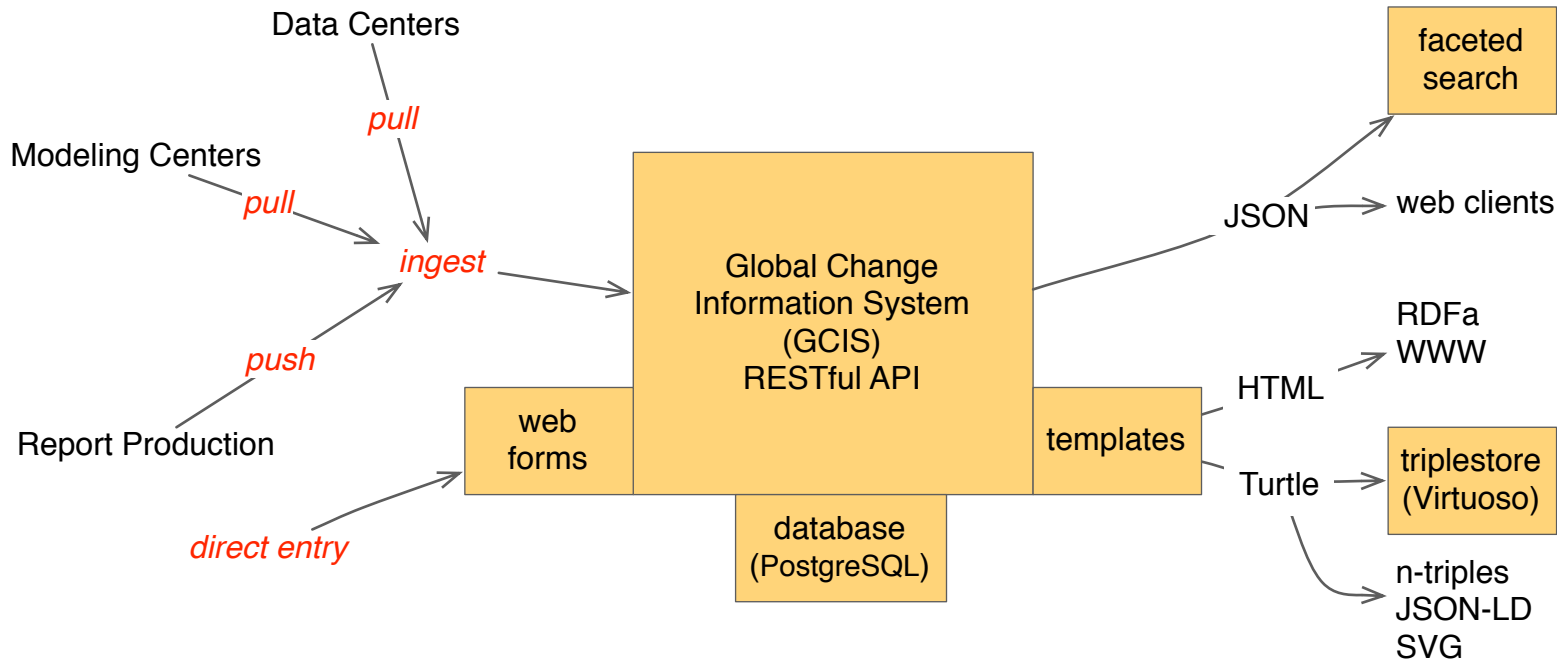 Data Centers
pull
Modeling Centers
pull
ingest
push
Report Production
direct entry
web
forms
Global Change
Information System
(GCIS)
RESTful API
database
(PostgreSQL)
templates
JSON
faceted
search
web clients
HTML
RDFa
WWW
Turtle
triplestore
(Virtuoso)
n-triples
JSON-LD
SVG